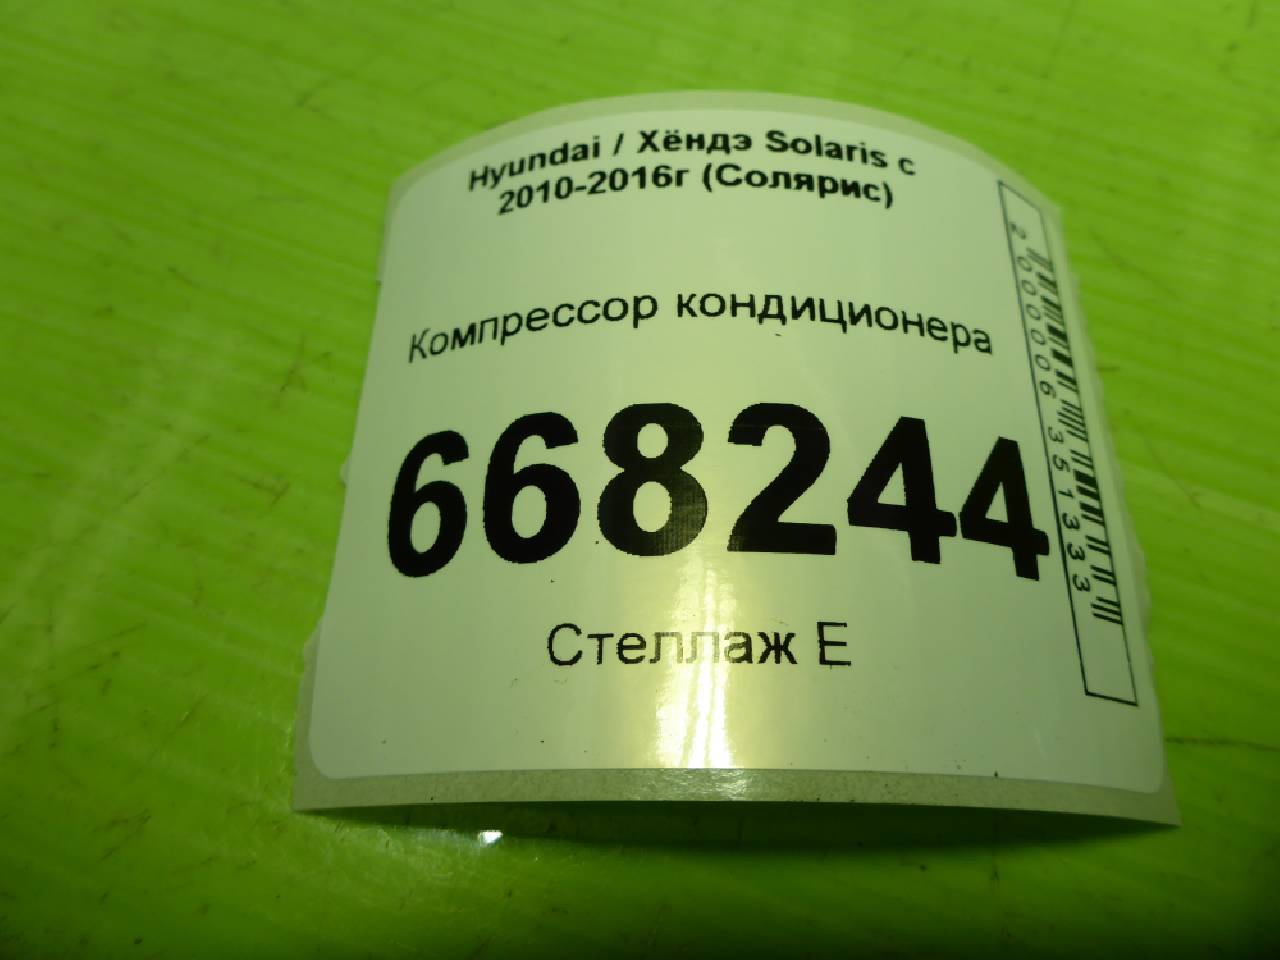 Hyundai / Хёндэ Solaris с
2010-2016г (Солярис)
Компрессор кондиционера
668244
Стеллаж Е
2000006351333